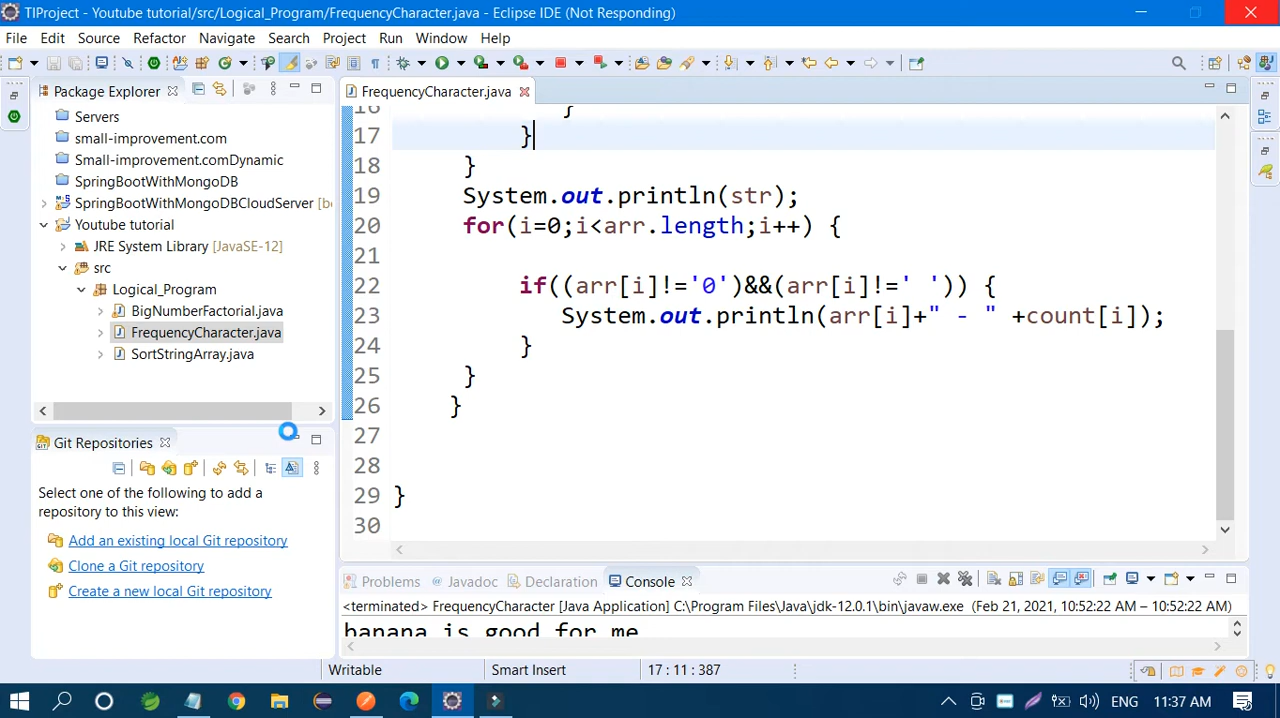 TIProject - Youtube tutorial/src/Logical_Program/FrequencyCharacter.java - Eclipse IDE (Not Responding)
File Edit Source Refactor Navigate Search Project Run Window Help
Package Explorer
Servers
small-improvement.com
Small-improvement.comDynamic
SpringBootWithMongoDB
SpringBootWithMongoDBCloudServer [be
Youtube tutorial
JRE System Library [JavaSE-12]
src
Logical_Program
BigNumberFactorial.java
FrequencyCharacter.java
SortStringArray.java
Git Repositories
Select one of the following to add a
repository to this view:
Add an existing local Git repository
Clone a Git repository
Create a new local Git repository
FrequencyCharacter.java
16 }
17 }
18 }
19 System.out.println(str);
20 for(i=0;i<arr.length;i++) {
21
22 if((arr[i]!='0')&&(arr[i]!=' ')) {
23 System.out.println(arr[i]+" - " +count[i]);
24 }
25 }
26 }
27
28
29 }
30
Problems Javadoc Declaration Console
<terminated> FrequencyCharacter [Java Application] C:\Program Files\Java\jdk-12.0.1\bin\javaw.exe (Feb 21, 2021, 10:52:22 AM – 10:52:22 AM)
banana is good for me
Writable Smart Insert 17 : 11 : 387
ENG 11:37 AM